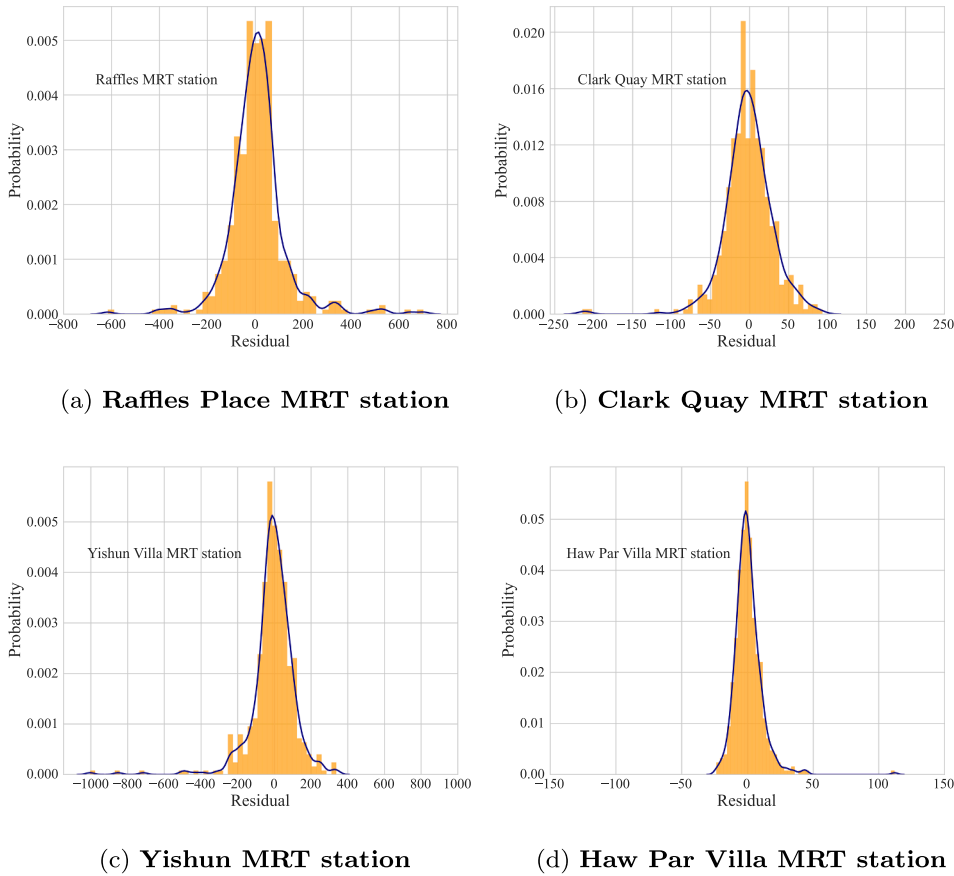 0.005
0.004
0.003
0.002
0.001
0.000
Probability
Raffles MRT station
−800 −600 −400 −200 0 200 400 600 800
Residual
(a) Raffles Place MRT station
0.020
0.016
0.012
0.008
0.004
0.000
Probability
Clark Quay MRT station
−250 −200 −150 −100 −50 0 50 100 150 200 250
Residual
(b) Clark Quay MRT station
0.005
0.004
0.003
0.002
0.001
0.000
Probability
Yishun Villa MRT station
−1000 −800 −600 −400 −200 0 200 400 600 800 1000
Residual
(c) Yishun MRT station
0.05
0.04
0.03
0.02
0.01
0.00
Probability
Haw Par Villa MRT station
−150 −100 −50 0 50 100 150
Residual
(d) Haw Par Villa MRT station